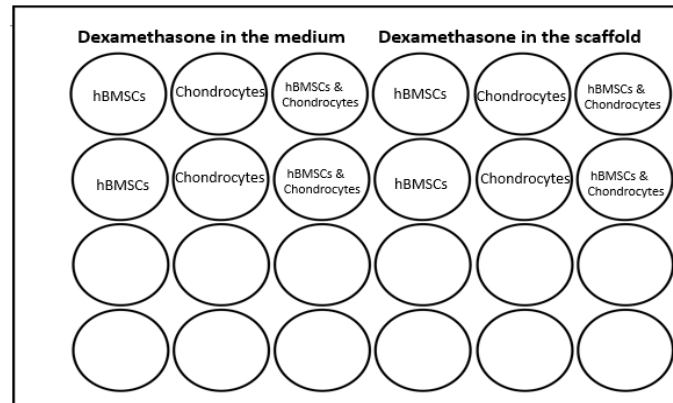 Dexamethasone in the medium Dexamethasone in the scaffold
hBMSCs Chondrocytes hBMSCs & Chondrocytes hBMSCs Chondrocytes hBMSCs & Chondrocytes
hBMSCs Chondrocytes hBMSCs & Chondrocytes hBMSCs Chondrocytes hBMSCs & Chondrocytes